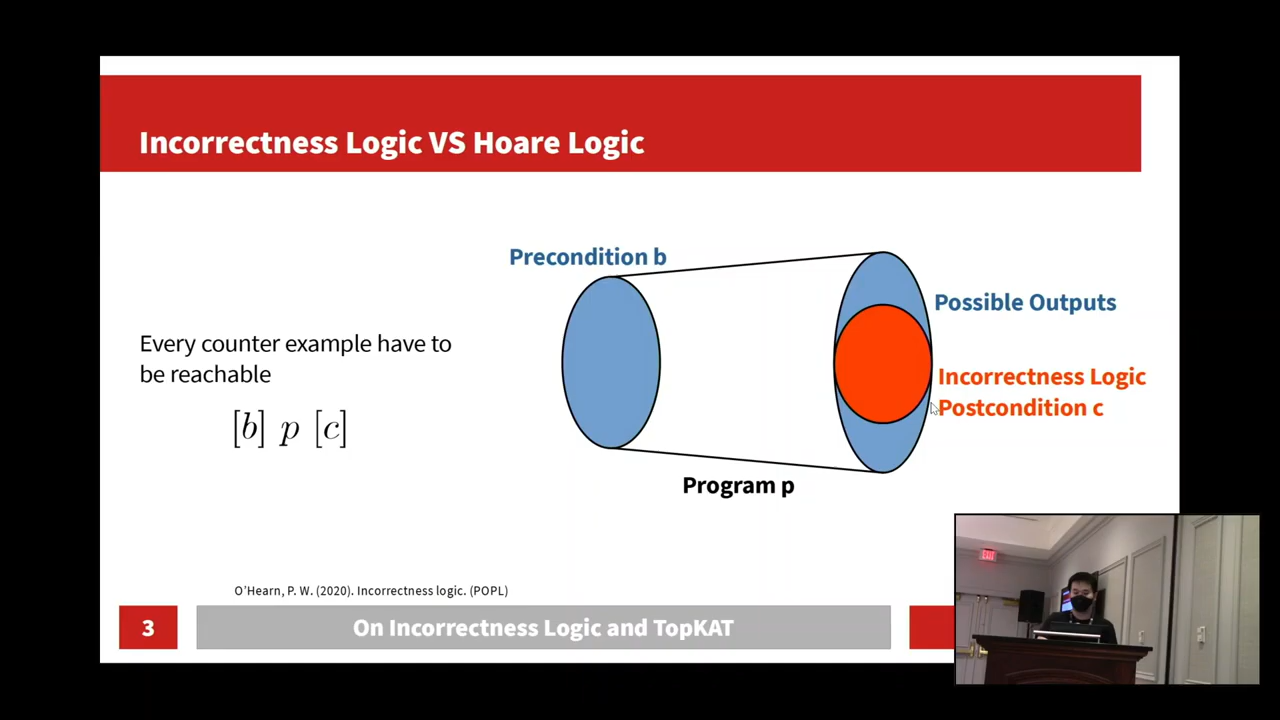 Incorrectness Logic VS Hoare Logic
Precondition b
Possible Outputs
Every counter example have to
be reachable
Incorrectness Logic
Postcondition c
[b] p [c]
Program p
O'Hearn, P. W. (2020). Incorrectness logic. (POPL)
3
On Incorrectness Logic and TopKAT
EXIT